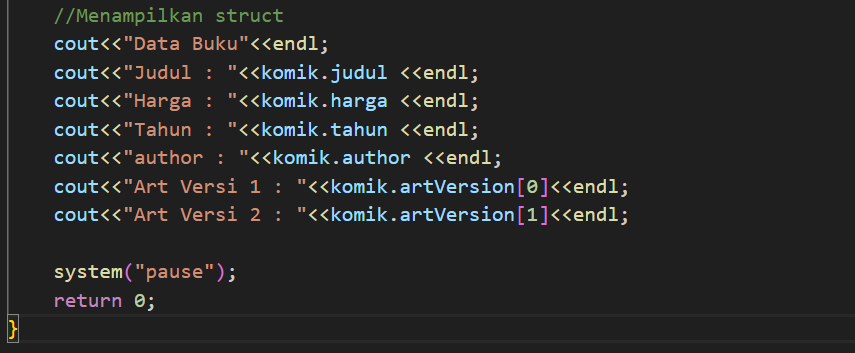 //Menampilkan struct
cout<<"Data Buku"<<endl;
cout<<"Judul : "<<komik.judul <<endl;
cout<<"Harga : "<<komik.harga <<endl;
cout<<"Tahun : "<<komik.tahun <<endl;
cout<<"author : "<<komik.author <<endl;
cout<<"Art Versi 1 : "<<komik.artVersion[0]<<endl;
cout<<"Art Versi 2 : "<<komik.artVersion[1]<<endl;
system("pause");
return 0;
}